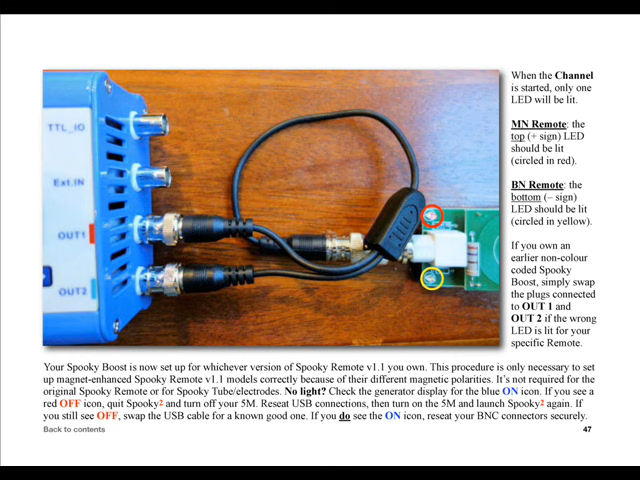 When the Channel
is started, only one
LED will be lit.
MN Remote: the
top (+ sign) LED
should be lit
(circled in red).
BN Remote: the
bottom (– sign)
LED should be lit
(circled in yellow).
If you own an
earlier non-colour
coded Spooky
Boost, simply swap
the plugs connected
to OUT 1 and
OUT 2 if the wrong
LED is lit for your
specific Remote.
TTL_IO
Ext.IN
OUT1
OUT2
Your Spooky Boost is now set up for whichever version of Spooky Remote v1.1 you own. This procedure is only necessary to set
up magnet-enhanced Spooky Remote v1.1 models correctly because of their different magnetic polarities. It's not required for the
original Spooky Remote or for Spooky Tube/electrodes. No light? Check the generator display for the blue ON icon. If you see a
red OFF icon, quit Spooky² and turn off your 5M. Reseat USB connections, then turn on the 5M and launch Spooky² again. If
you still see OFF, swap the USB cable for a known good one. If you do see the ON icon, reseat your BNC connectors securely.
Back to contents
47